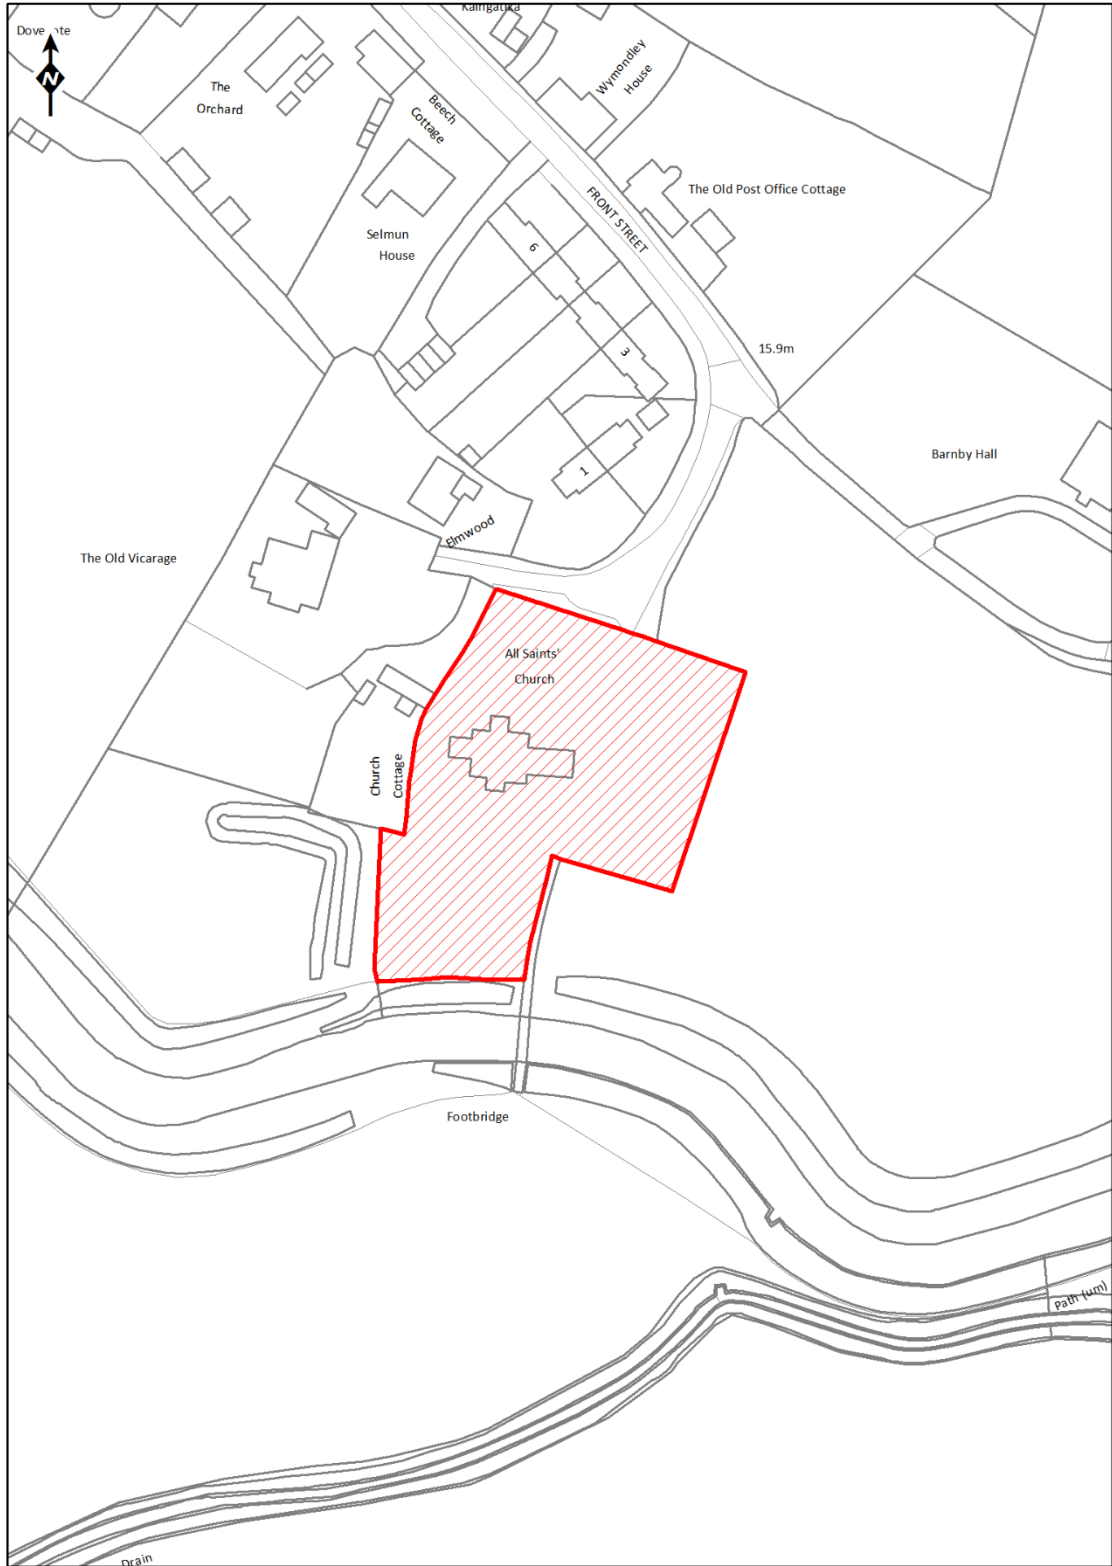 Kaingatika
N
The
Orchard
Beech
Cottage
Wymondley
House
The Old Post Office Cottage
FRONT STREET
Selmun
House
6
3
15.9m
1
Barnby Hall
Elmwood
The Old Vicarage
All Saints'
Church
Church
Cottage
Footbridge
Path (um)
Drain